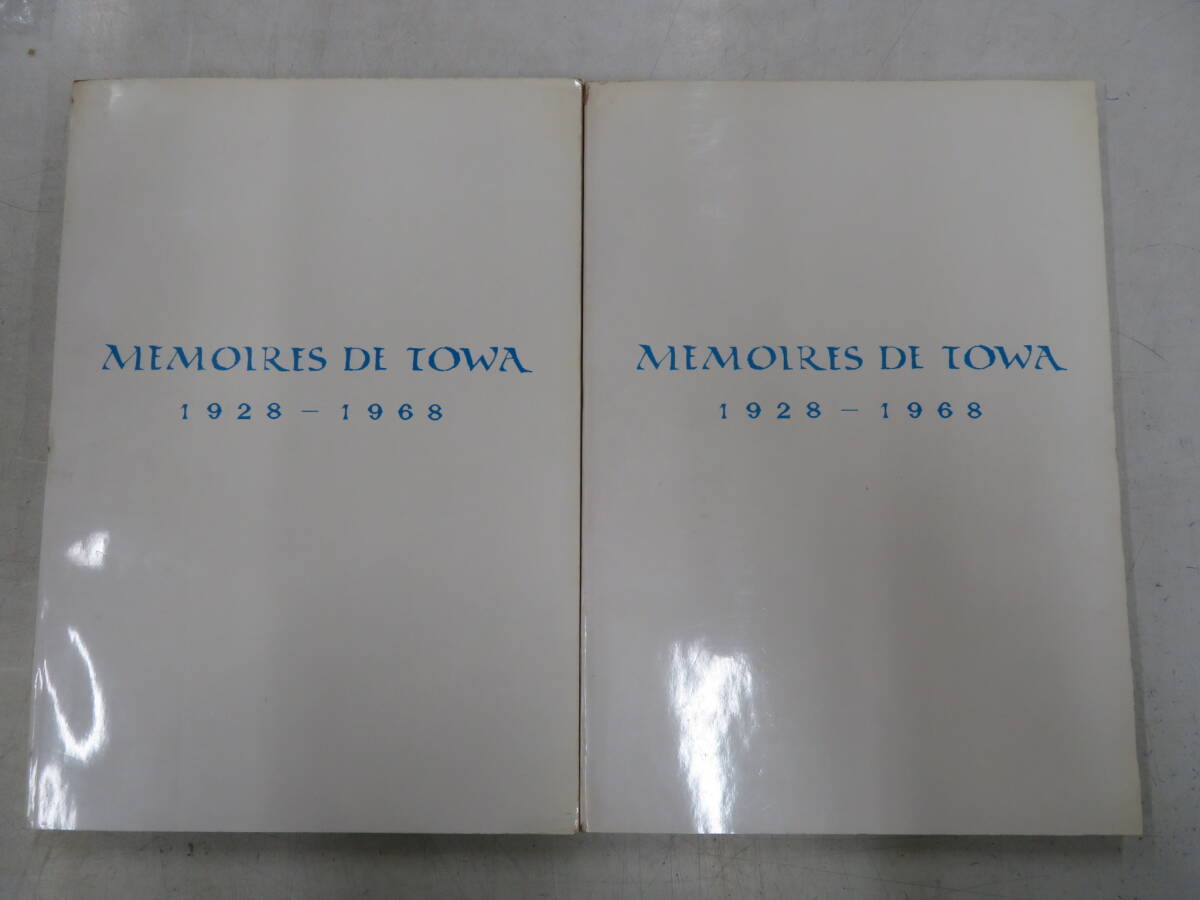 MEMOIRES DE TOWA
1928 – 1968
MEMOIRES DE TOWA
1928 – 1968